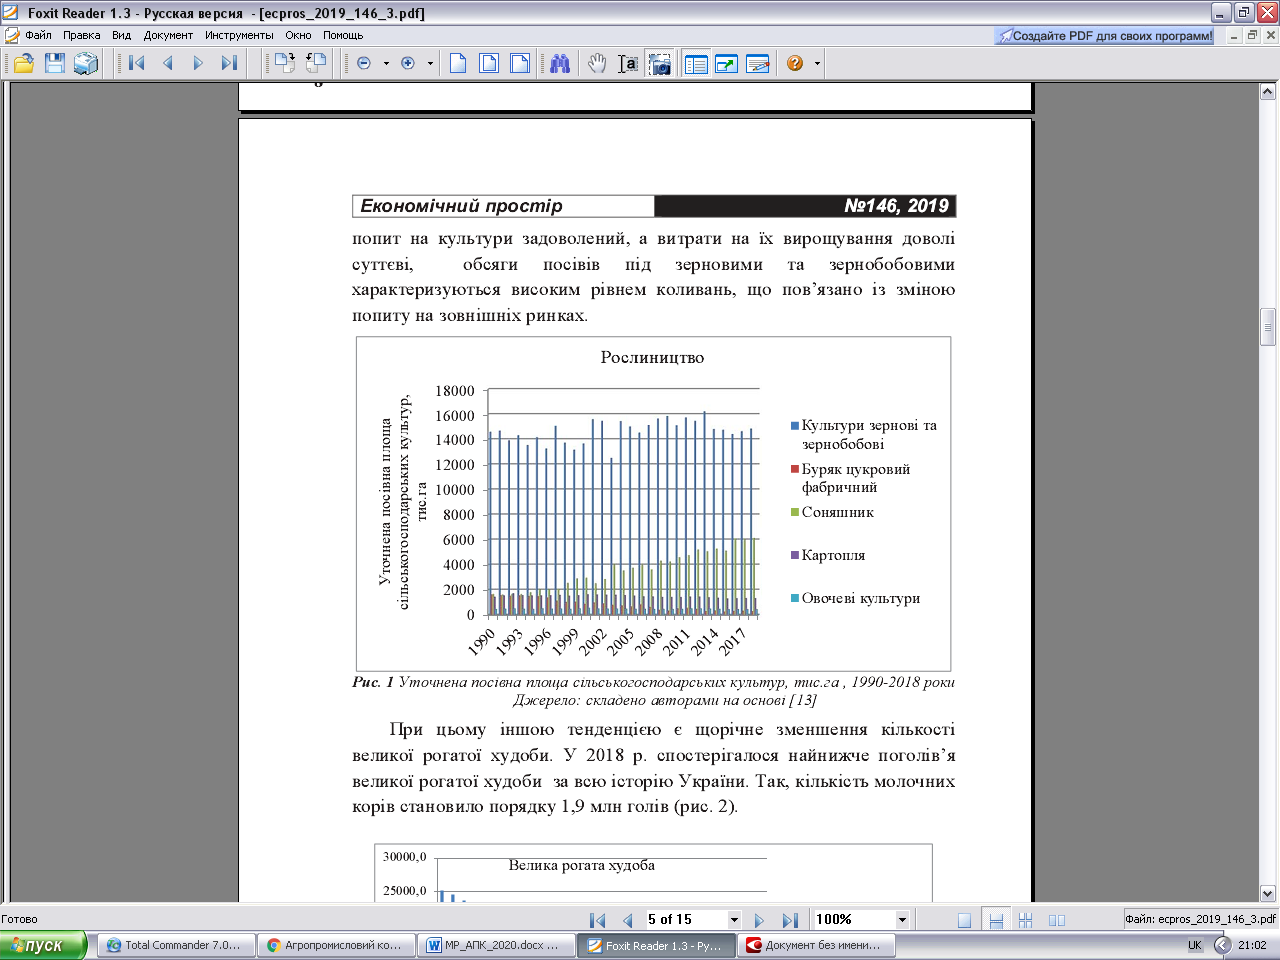 Foxit Reader 1.3 - Русская версия - [ecpros_2019_146_3.pdf]
Файл Правка Вид Документ Инструменты Окно Помощь
Создайте PDF для своих программ!
Економічний простір №146, 2019
попит на культури задоволений, а витрати на їх вирощування доволі
суттєві, обсяги посівів під зерновими та зернобобовими
характеризуються високим рівнем коливань, що пов’язано із зміною
попиту на зовнішніх ринках.
Рослиництво
Уточнена посівна площа
сільськогосподарських культур,
тис.га
18000
16000
14000
12000
10000
8000
6000
4000
2000
0
1990 1993 1996 1999 2002 2005 2008 2011 2014 2017
Культури зернові та
зернобобові
Буряк цукровий
фабричний
Соняшник
Картопля
Овочеві культури
Рис. 1 Уточнена посівна площа сільськогосподарських культур, тис.га , 1990-2018 роки
Джерело: складено авторами на основі [13]
При цьому іншою тенденцією є щорічне зменшення кількості
великої рогатої худоби. У 2018 р. спостерігалося найнижче поголів’я
великої рогатої худоби за всю історію України. Так, кількість молочних
корів становило порядку 1,9 млн голів (рис. 2).
30000,0
Велика рогата худоба
25000,0
Готово
5 of 15
100%
Файл: ecpros_2019_146_3.pdf
пуск
Total Commander 7.0...
Агропромисловий ко...
МР_АПК_2020.docx ...
Foxit Reader 1.3 - Ру...
Документ без имени...
UK
21:02